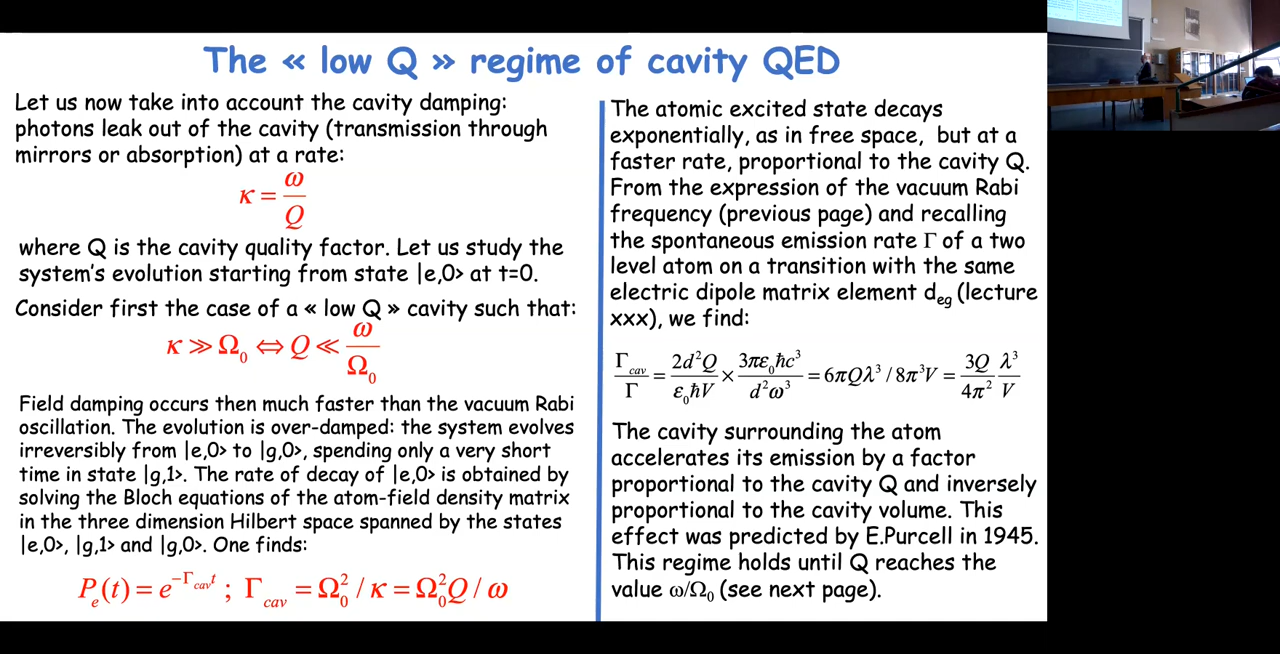 The « low Q » regime of cavity QED
Let us now take into account the cavity damping:
photons leak out of the cavity (transmission through
mirrors or absorption) at a rate:
κ = ω/Q
where Q is the cavity quality factor. Let us study the
system's evolution starting from state |e,0> at t=0.
Consider first the case of a « low Q » cavity such that:
κ ≫ Ω₀ ⇔ Q ≪ ω/Ω₀
Field damping occurs then much faster than the vacuum Rabi
oscillation. The evolution is over-damped: the system evolves
irreversibly from |e,0> to |g,0>, spending only a very short
time in state |g,1>. The rate of decay of |e,0> is obtained by
solving the Bloch equations of the atom-field density matrix
in the three dimension Hilbert space spanned by the states
|e,0>, |g,1> and |g,0>. One finds:
Pₑ(t) = e^(−Γ_cav t) ; Γ_cav = Ω₀² / κ = Ω₀²Q / ω
The atomic excited state decays
exponentially, as in free space, but at a
faster rate, proportional to the cavity Q.
From the expression of the vacuum Rabi
frequency (previous page) and recalling
the spontaneous emission rate Γ of a two
level atom on a transition with the same
electric dipole matrix element d_eg (lecture
xxx), we find:
Γ_cav/Γ = 2d²Q/ε₀ħV × 3πε₀ħc³/d²ω³ = 6πQλ³ / 8π³V = 3Q/4π² λ³/V
The cavity surrounding the atom
accelerates its emission by a factor
proportional to the cavity Q and inversely
proportional to the cavity volume. This
effect was predicted by E.Purcell in 1945.
This regime holds until Q reaches the
value ω/Ω₀ (see next page).